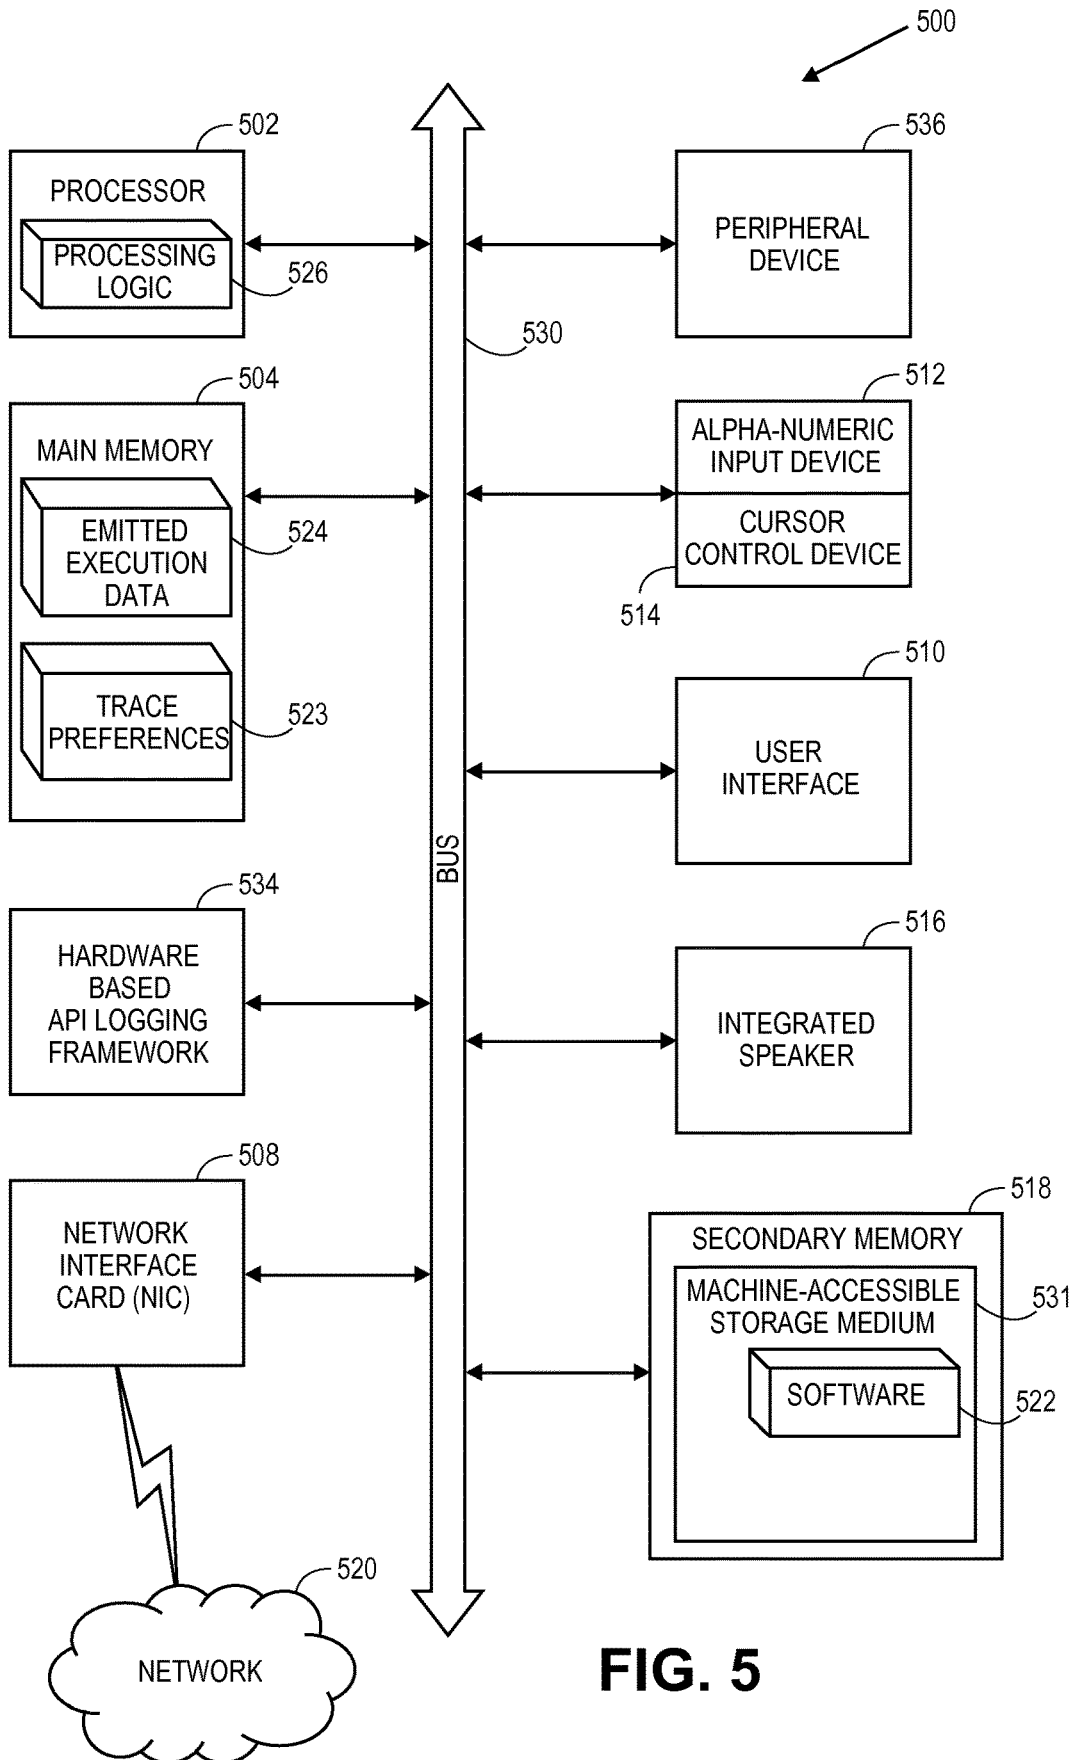 500
502
PROCESSOR
PROCESSING
LOGIC
526
504
MAIN MEMORY
EMITTED
EXECUTION
DATA
524
TRACE
PREFERENCES
523
534
HARDWARE
BASED
API LOGGING
FRAMEWORK
508
NETWORK
INTERFACE
CARD (NIC)
520
NETWORK
530
BUS
536
PERIPHERAL
DEVICE
512
ALPHA-NUMERIC
INPUT DEVICE
CURSOR
CONTROL DEVICE
514
510
USER
INTERFACE
516
INTEGRATED
SPEAKER
518
SECONDARY MEMORY
MACHINE-ACCESSIBLE
STORAGE MEDIUM
531
SOFTWARE
522
FIG. 5